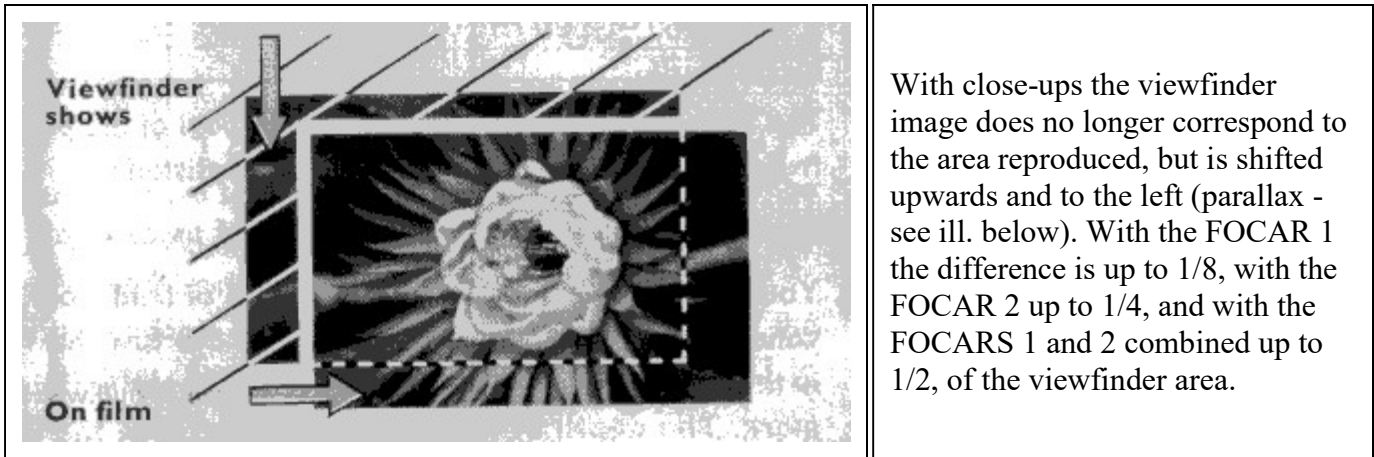 Viewfinder
shows
On film
With close-ups the viewfinder
image does no longer correspond to
the area reproduced, but is shifted
upwards and to the left (parallax -
see ill. below). With the FOCAR 1
the difference is up to 1/8, with the
FOCAR 2 up to 1/4, and with the
FOCARS 1 and 2 combined up to
1/2, of the viewfinder area.